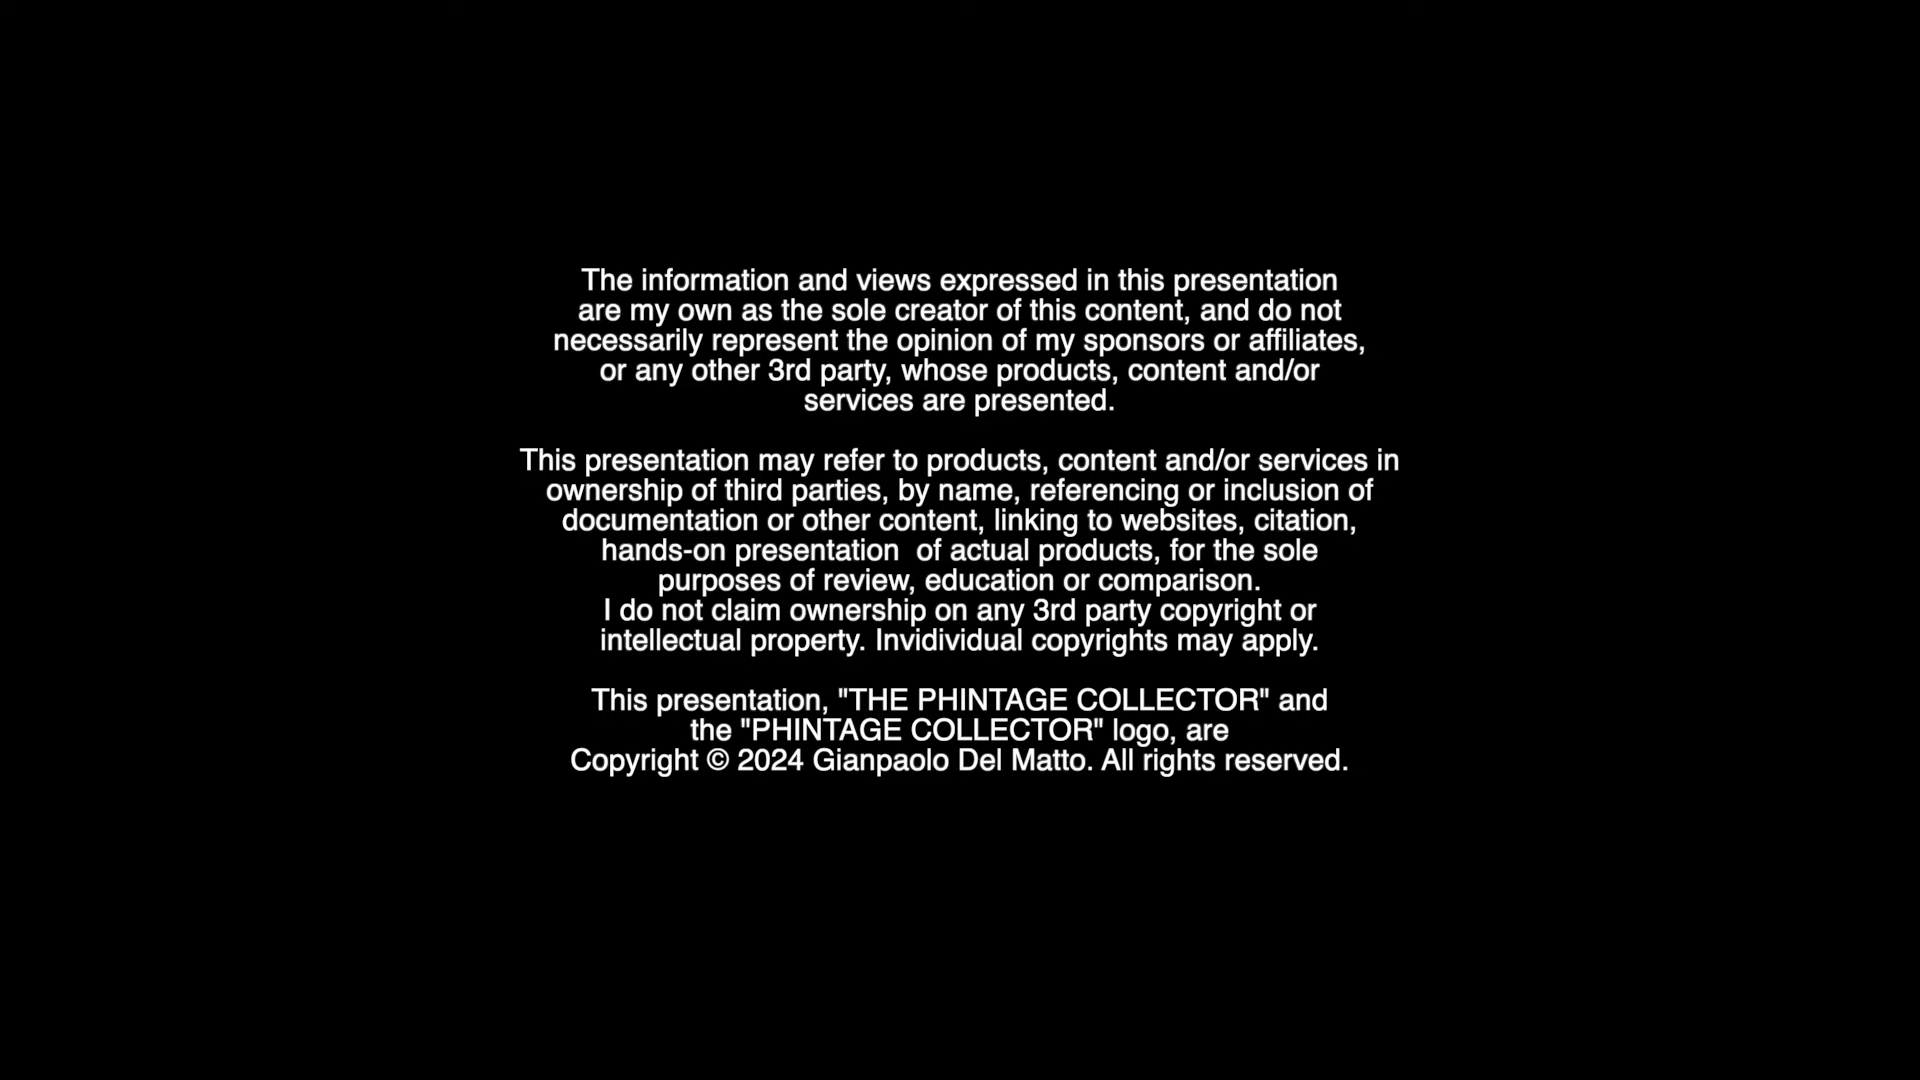 The information and views expressed in this presentation
are my own as the sole creator of this content, and do not
necessarily represent the opinion of my sponsors or affiliates,
or any other 3rd party, whose products, content and/or
services are presented.
This presentation may refer to products, content and/or services in
ownership of third parties, by name, referencing or inclusion of
documentation or other content, linking to websites, citation,
hands-on presentation  of actual products, for the sole
purposes of review, education or comparison.
I do not claim ownership on any 3rd party copyright or
intellectual property. Invidividual copyrights may apply.
This presentation, "THE PHINTAGE COLLECTOR" and
the "PHINTAGE COLLECTOR" logo, are
Copyright © 2024 Gianpaolo Del Matto. All rights reserved.